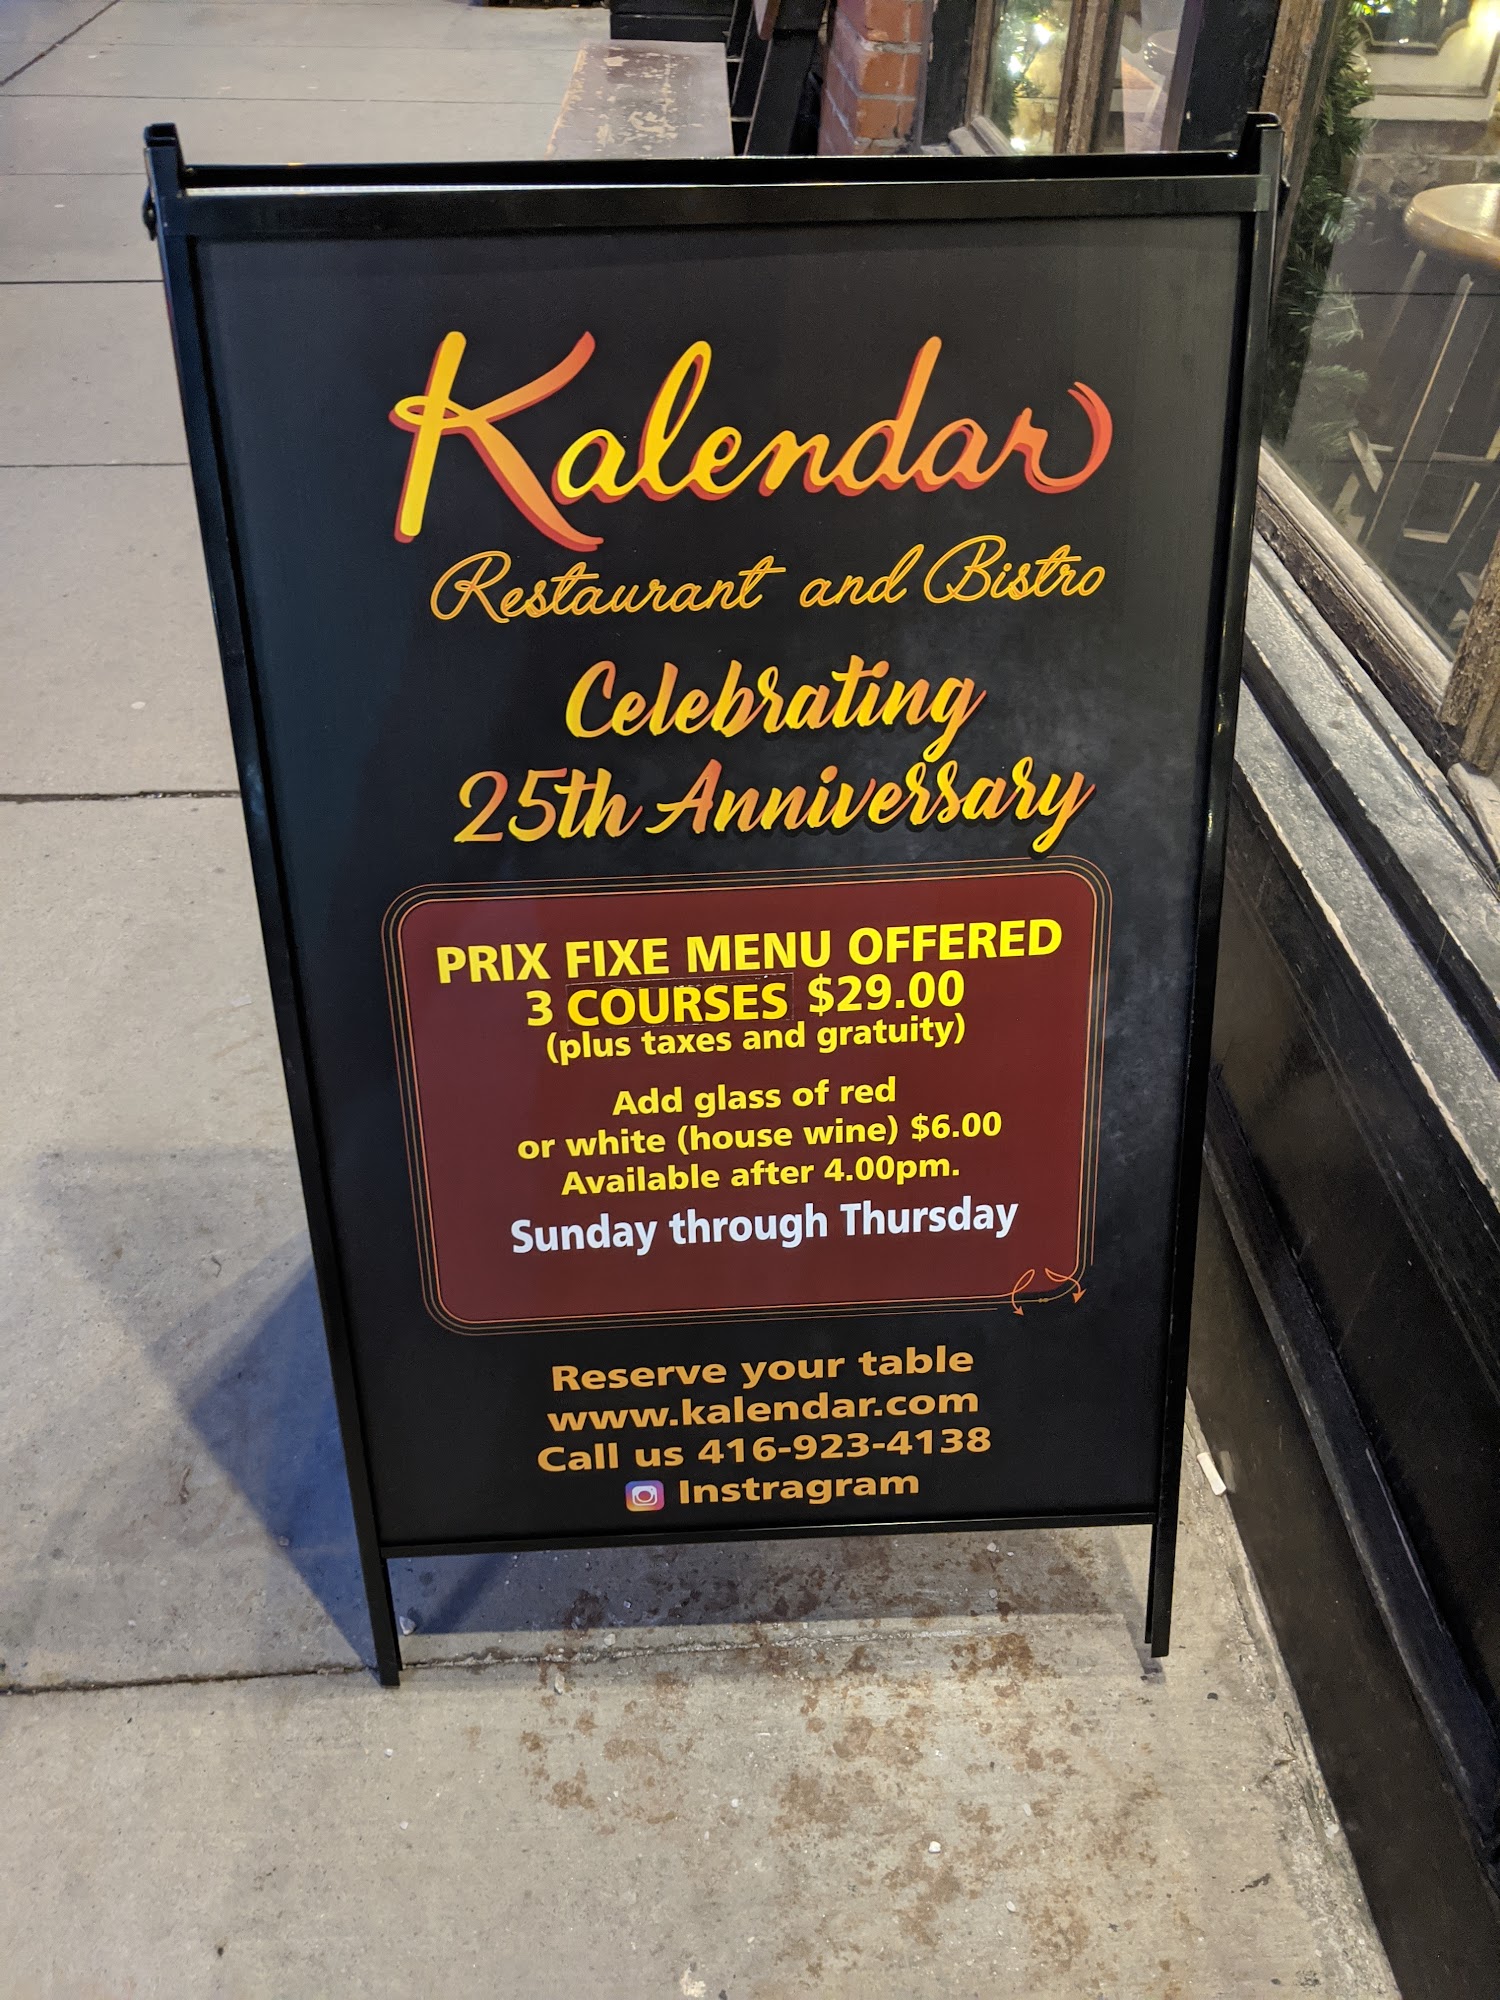 Kalendar
Restaurant and Bistro
Celebrating
25th Anniversary
PRIX FIXE MENU OFFERED
3 COURSES $29.00
(plus taxes and gratuity)
Add glass of red
or white (house wine) $6.00
Available after 4.00pm.
Sunday through Thursday
Reserve your table
www.kalendar.com
Call us 416-923-4138
Instragram